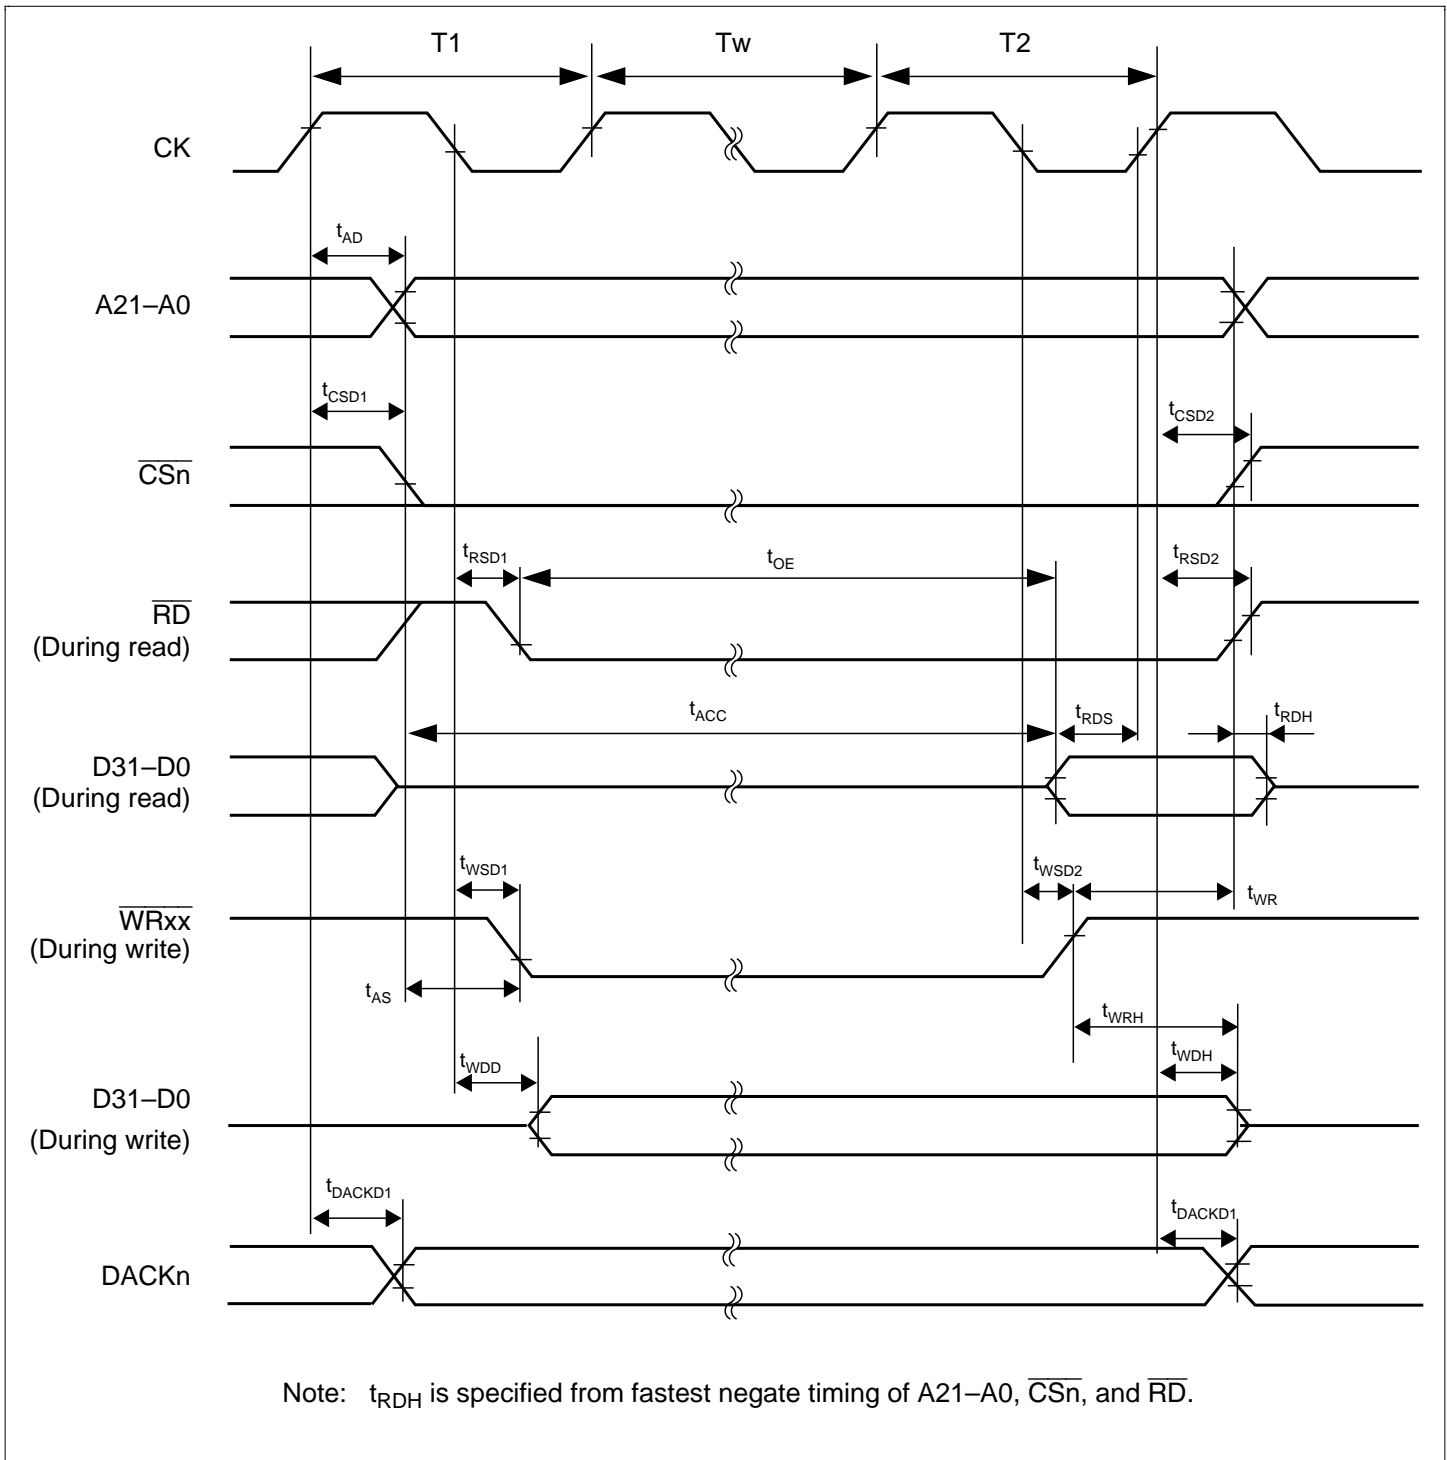 T1 Tw T2
CK
tAD
A21–A0
tCSD1 tCSD2
CSn
tRSD1 tOE tRSD2
RD
(During read)
tACC tRDS tRDH
D31–D0
(During read)
tWSD1 tWSD2
tWR
WRxx
(During write)
tAS
tWRH
tWDD tWDH
D31–D0
(During write)
tDACKD1 tDACKD1
DACKn
Note: tRDH is specified from fastest negate timing of A21–A0, CSn, and RD.